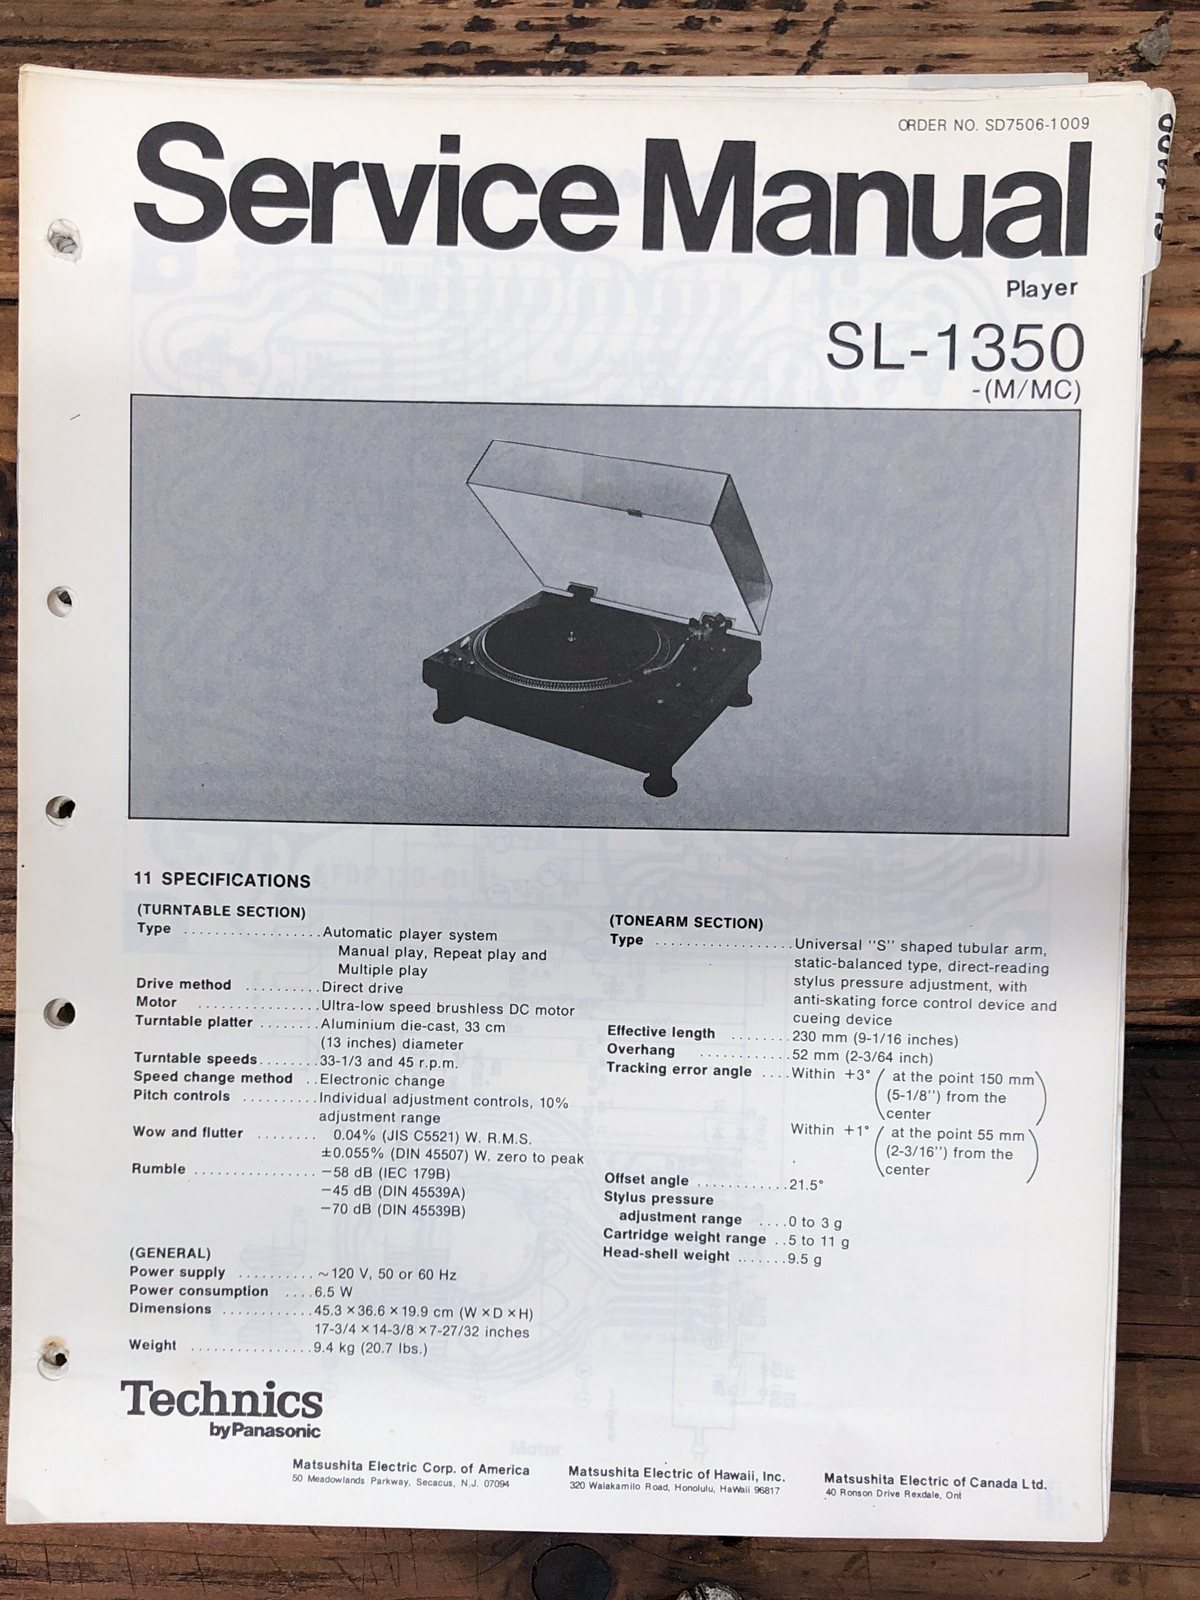 ORDER NO. SD7506-1009
Service Manual
Player
SL-1350
-(M/MC)
11 SPECIFICATIONS
(TURNTABLE SECTION)
Type ..................Automatic player system
Manual play, Repeat play and
Multiple play
Drive method ..........Direct drive
Motor ...............Ultra-low speed brushless DC motor
Turntable platter ........Aluminium die-cast, 33 cm
(13 inches) diameter
Turntable speeds........33-1/3 and 45 r.p.m.
Speed change method ..Electronic change
Pitch controls ..........Individual adjustment controls, 10%
adjustment range
Wow and flutter ........ 0.04% (JIS C5521) W. R.M.S.
±0.055% (DIN 45507) W. zero to peak
Rumble ................−58 dB (IEC 179B)
−45 dB (DIN 45539A)
−70 dB (DIN 45539B)
(GENERAL)
Power supply ..........~120 V, 50 or 60 Hz
Power consumption ....6.5 W
Dimensions ............45.3×36.6×19.9 cm (W×D×H)
17-3/4×14-3/8×7-27/32 inches
Weight ................9.4 kg (20.7 lbs.)
(TONEARM SECTION)
Type ..................Universal "S" shaped tubular arm,
static-balanced type, direct-reading
stylus pressure adjustment, with
anti-skating force control device and
cueing device
Effective length ........230 mm (9-1/16 inches)
Overhang ............52 mm (2-3/64 inch)
Tracking error angle ....Within +3° (at the point 150 mm
(5-1/8") from the
center)
Within +1° (at the point 55 mm
(2-3/16") from the
center)
Offset angle ............21.5°
Stylus pressure
adjustment range ....0 to 3 g
Cartridge weight range ..5 to 11 g
Head-shell weight .......9.5 g
Technics
by Panasonic
Matsushita Electric Corp. of America
50 Meadowlands Parkway, Secacus, N.J. 07094
Matsushita Electric of Hawaii, Inc.
320 Waiakamilo Road, Honolulu, HaWaii 96817
Matsushita Electric of Canada Ltd.
40 Ronson Drive Rexdale, Ont